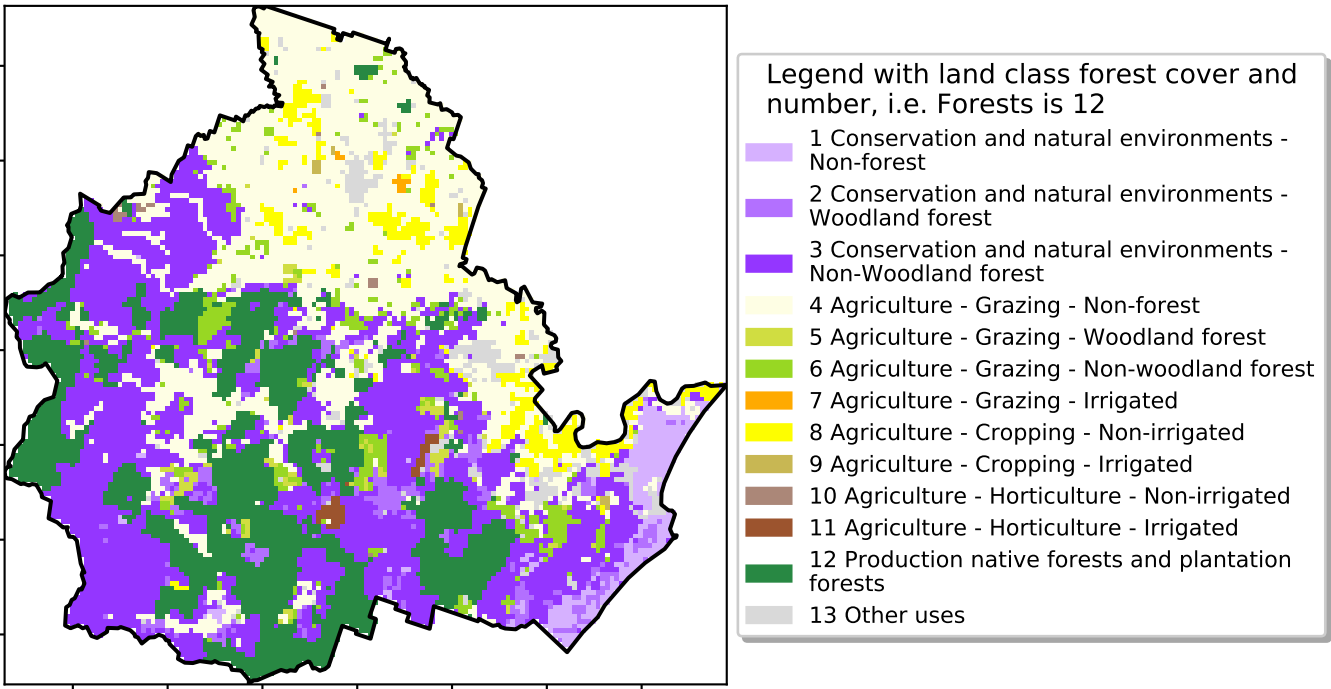 Legend with land class forest cover and
number, i.e. Forests is 12
1 Conservation and natural environments -
Non-forest
2 Conservation and natural environments -
Woodland forest
3 Conservation and natural environments -
Non-Woodland forest
4 Agriculture - Grazing - Non-forest
5 Agriculture - Grazing - Woodland forest
6 Agriculture - Grazing - Non-woodland forest
7 Agriculture - Grazing - Irrigated
8 Agriculture - Cropping - Non-irrigated
9 Agriculture - Cropping - Irrigated
10 Agriculture - Horticulture - Non-irrigated
11 Agriculture - Horticulture - Irrigated
12 Production native forests and plantation
forests
13 Other uses